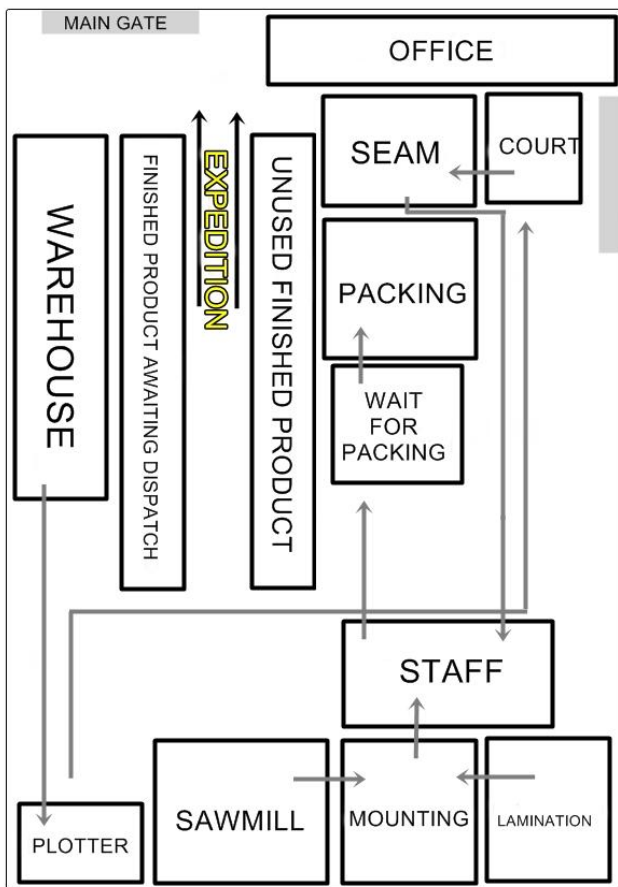 MAIN GATE
OFFICE
SEAM
COURT
WAREHOUSE
FINISHED PRODUCT AWAITING DISPATCH
EXPEDITION
UNUSED FINISHED PRODUCT
PACKING
WAIT
FOR
PACKING
STAFF
PLOTTER
SAWMILL
MOUNTING
LAMINATION